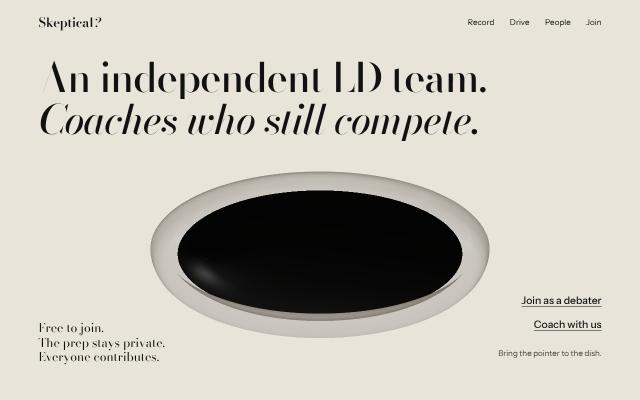 Skeptical?
Record Drive People Join
An independent LD team.
Coaches who still compete.
Join as a debater
Coach with us
Free to join.
The prep stays private.
Everyone contributes.
Bring the pointer to the dish.